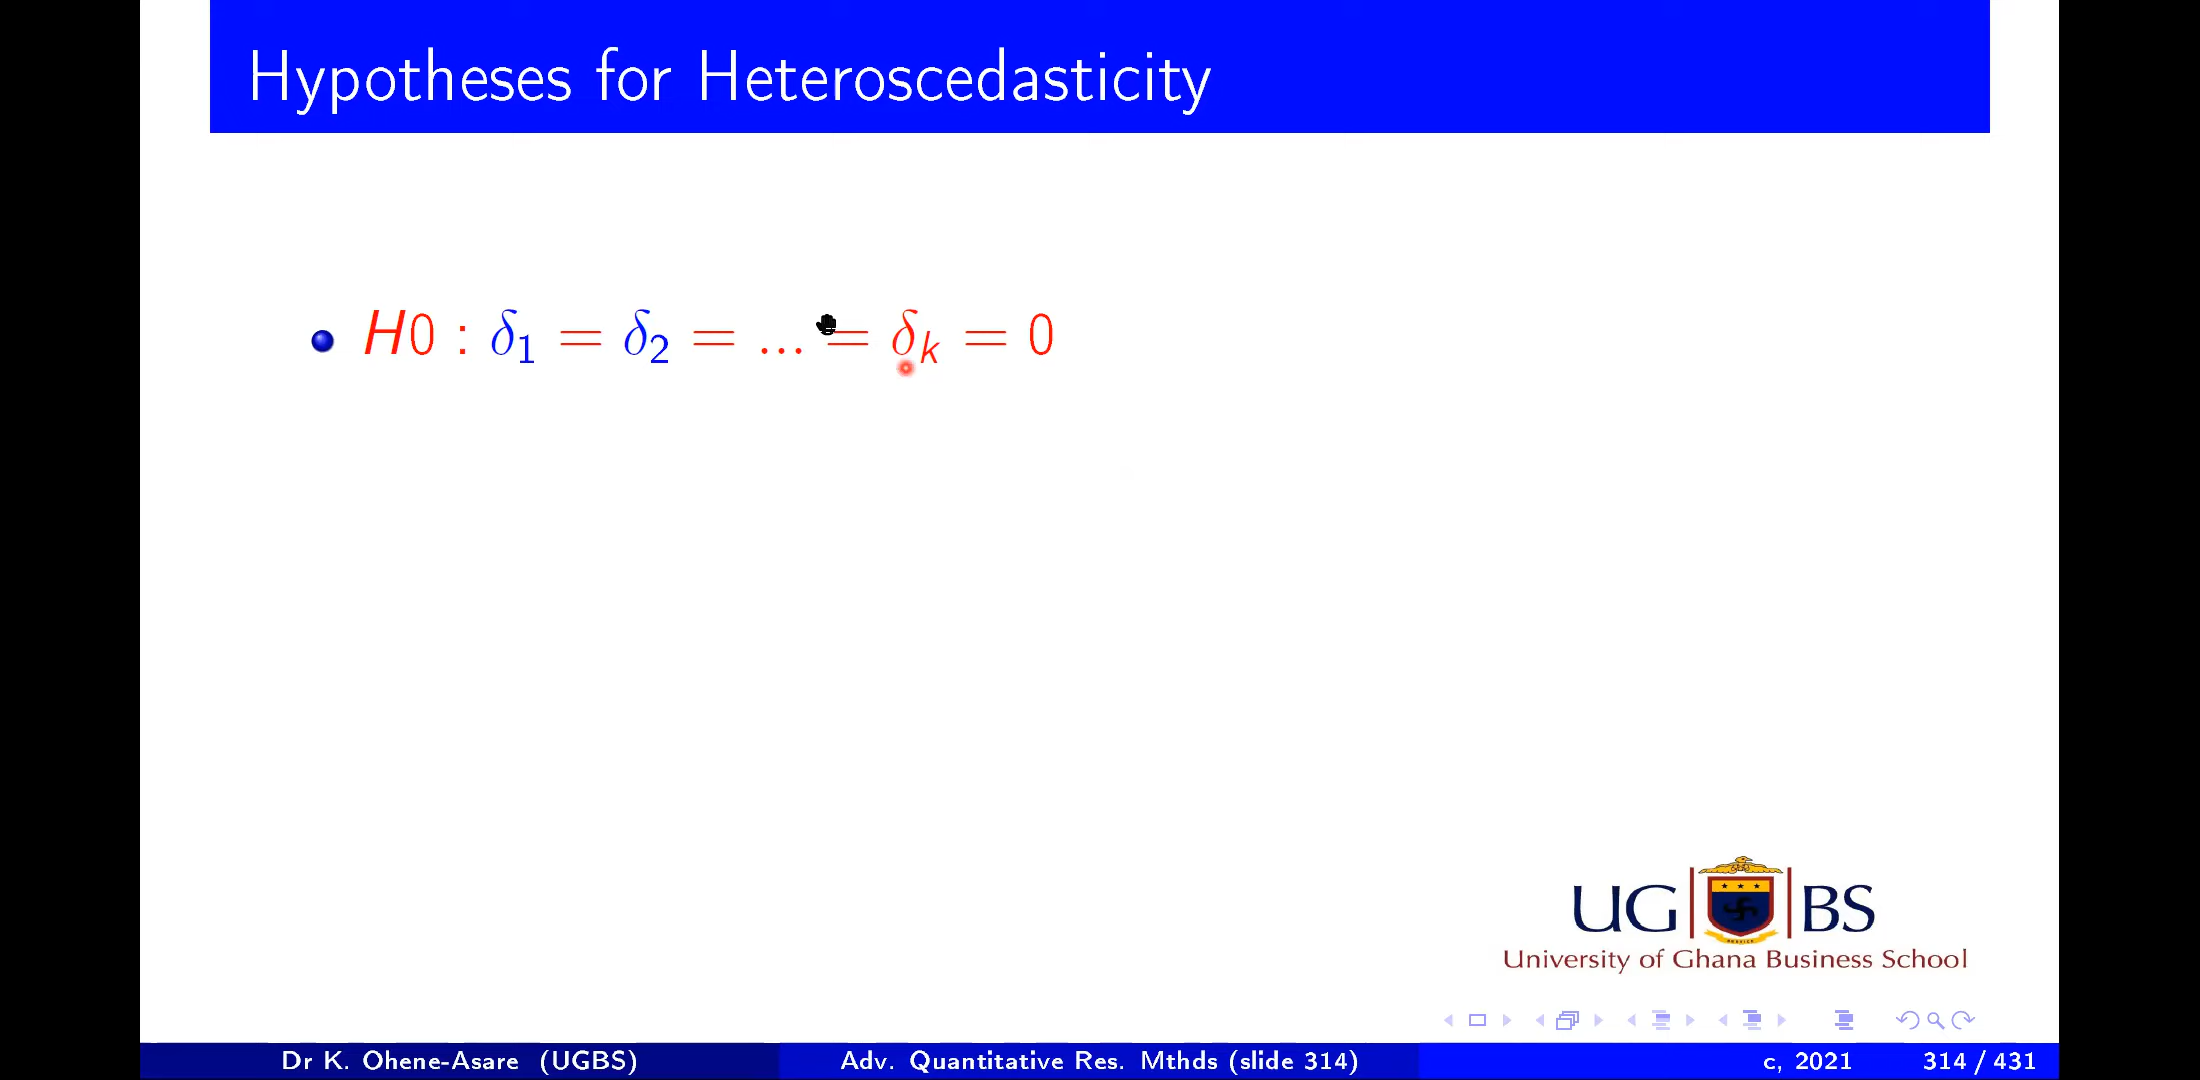 Hypotheses for Heteroscedasticity
H0 : δ₁ = δ₂ = ... = δₖ = 0
UG BS
University of Ghana Business School
Dr K. Ohene-Asare (UGBS) Adv. Quantitative Res. Mthds (slide 314) c, 2021 314 / 431